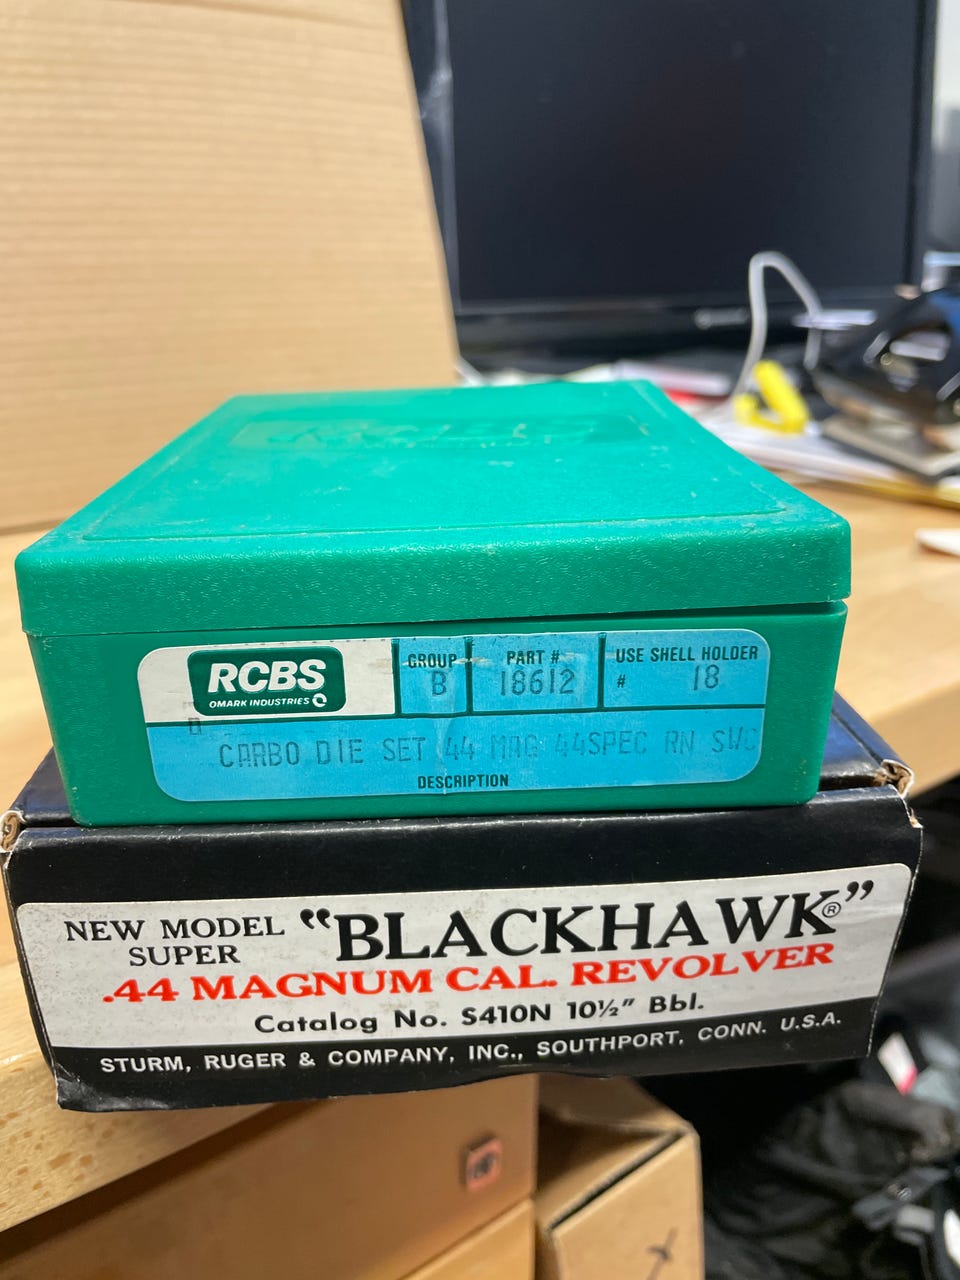 RCBS
OMARK INDUSTRIES
GROUP
B
PART #
18612
USE SHELL HOLDER
# 18
CARBO DIE SET 44 MAG 44SPEC RN SWC
DESCRIPTION
NEW MODEL SUPER "BLACKHAWK®"
.44 MAGNUM CAL. REVOLVER
Catalog No. S410N 10½" Bbl.
STURM, RUGER & COMPANY, INC., SOUTHPORT, CONN. U.S.A.